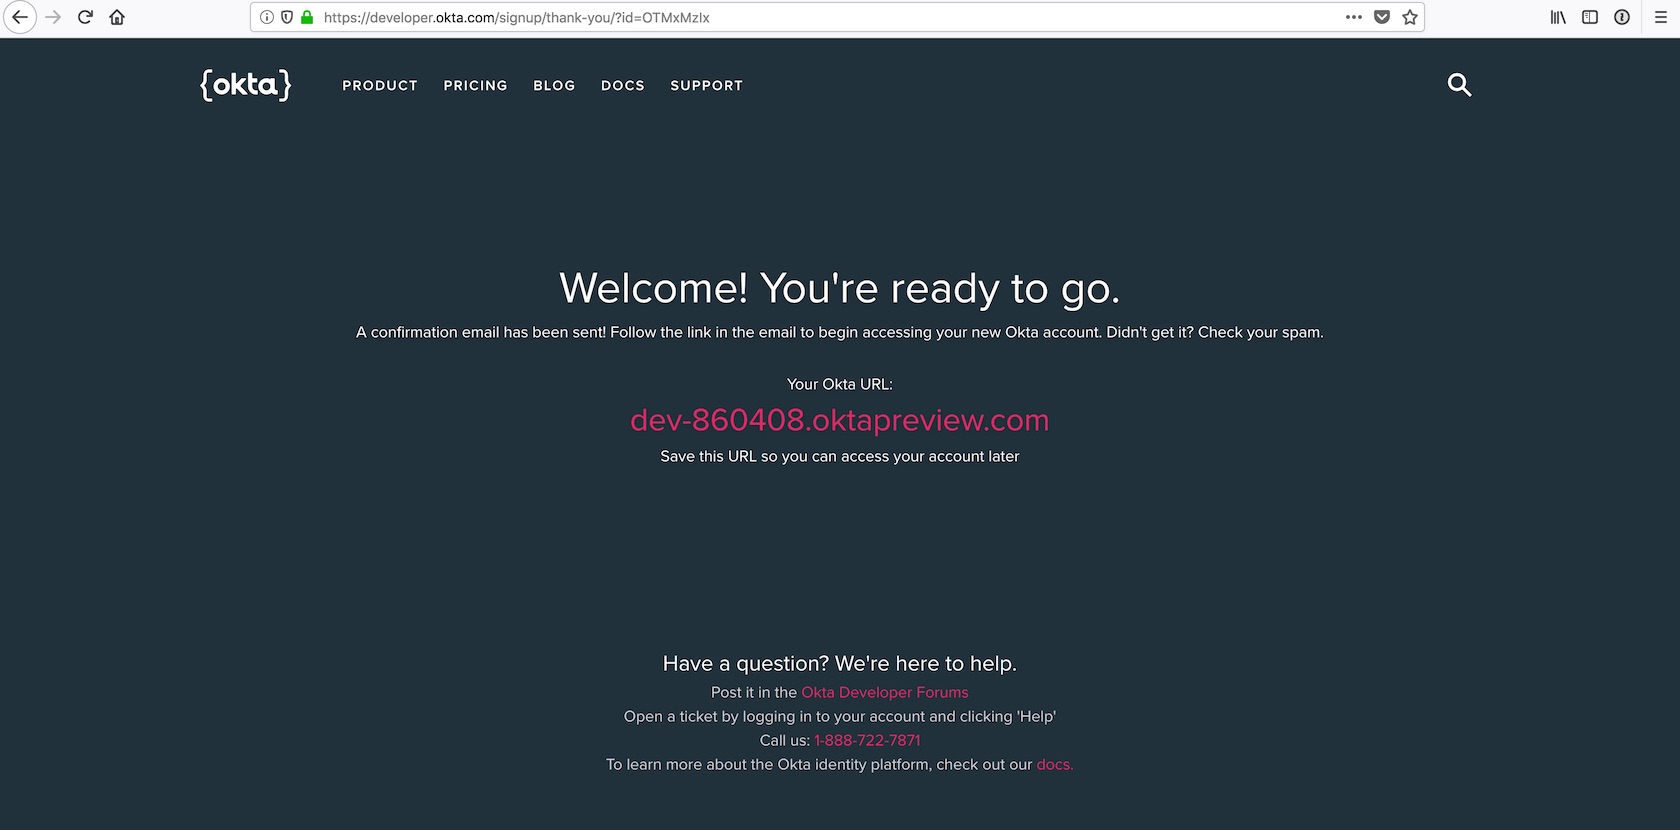 https://developer.okta.com/signup/thank-you/?id=OTMxMzIx
{okta} PRODUCT PRICING BLOG DOCS SUPPORT
Welcome! You're ready to go.
A confirmation email has been sent! Follow the link in the email to begin accessing your new Okta account. Didn't get it? Check your spam.
Your Okta URL:
dev-860408.oktapreview.com
Save this URL so you can access your account later
Have a question? We're here to help.
Post it in the Okta Developer Forums
Open a ticket by logging in to your account and clicking 'Help'
Call us: 1-888-722-7871
To learn more about the Okta identity platform, check out our docs.